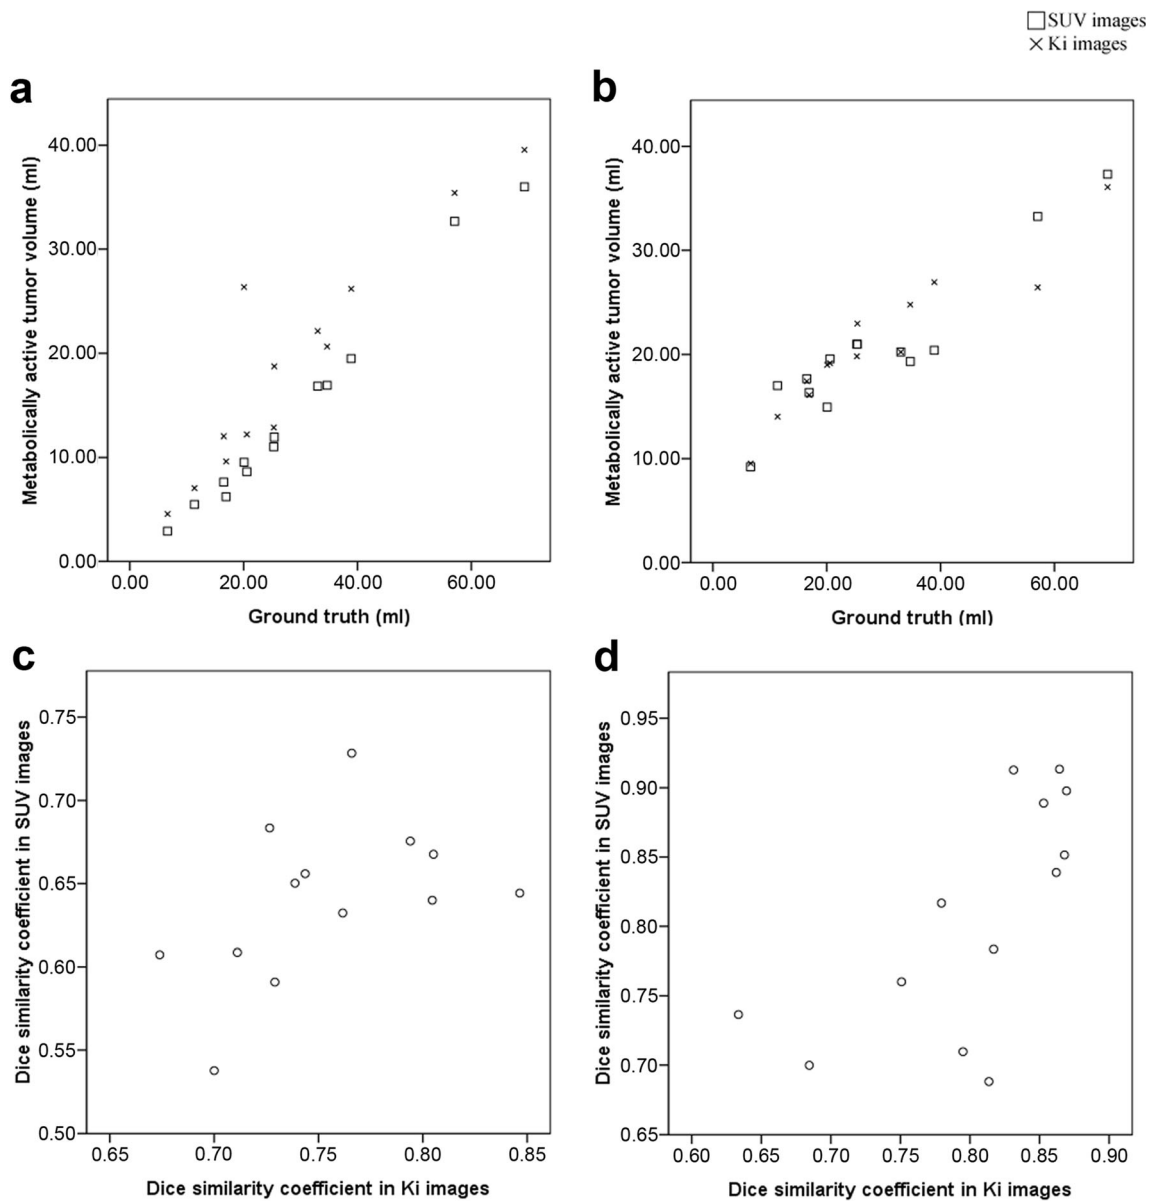 SUV images
Ki images
a
Metabolically active tumor volume (ml)
40.00
30.00
20.00
10.00
0.00
0.00 20.00 40.00 60.00
Ground truth (ml)
b
Metabolically active tumor volume (ml)
40.00
30.00
20.00
10.00
0.00
0.00 20.00 40.00 60.00
Ground truth (ml)
c
Dice similarity coefficient in SUV images
0.75
0.70
0.65
0.60
0.55
0.50
0.65 0.70 0.75 0.80 0.85
Dice similarity coefficient in Ki images
d
Dice similarity coefficient in SUV images
0.95
0.90
0.85
0.80
0.75
0.70
0.65
0.60 0.65 0.70 0.75 0.80 0.85 0.90
Dice similarity coefficient in Ki images